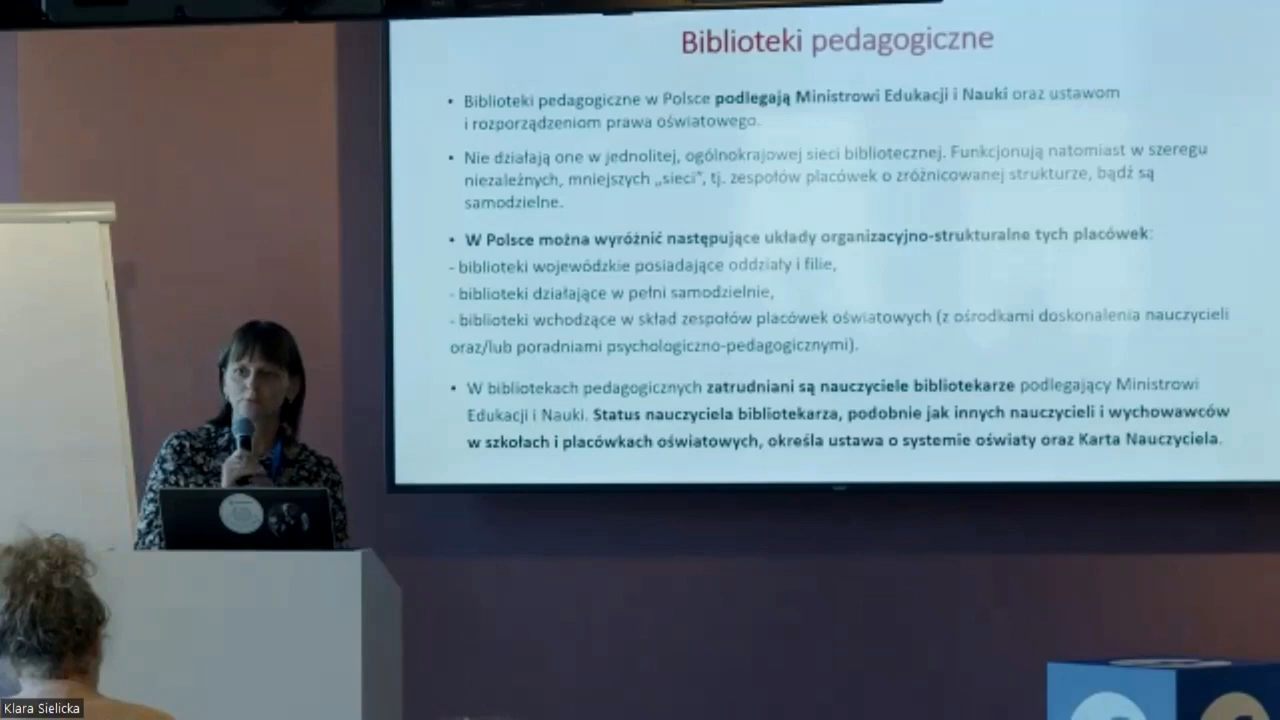 Biblioteki pedagogiczne
• Biblioteki pedagogiczne w Polsce podlegają Ministrowi Edukacji i Nauki oraz ustawom
i rozporządzeniom prawa oświatowego.
• Nie działają one w jednolitej, ogólnokrajowej sieci bibliotecznej. Funkcjonują natomiast w szeregu
niezależnych, mniejszych „sieci", tj. zespołów placówek o zróżnicowanej strukturze, bądź są
samodzielne.
• W Polsce można wyróżnić następujące układy organizacyjno-strukturalne tych placówek:
- biblioteki wojewódzkie posiadające oddziały i filie,
- biblioteki działające w pełni samodzielnie,
- biblioteki wchodzące w skład zespołów placówek oświatowych (z ośrodkami doskonalenia nauczycieli
oraz/lub poradniami psychologiczno-pedagogicznymi).
• W bibliotekach pedagogicznych zatrudniani są nauczyciele bibliotekarze podlegający Ministrowi
Edukacji i Nauki. Status nauczyciela bibliotekarza, podobnie jak innych nauczycieli i wychowawców
w szkołach i placówkach oświatowych, określa ustawa o systemie oświaty oraz Karta Nauczyciela.
Klara Sielicka